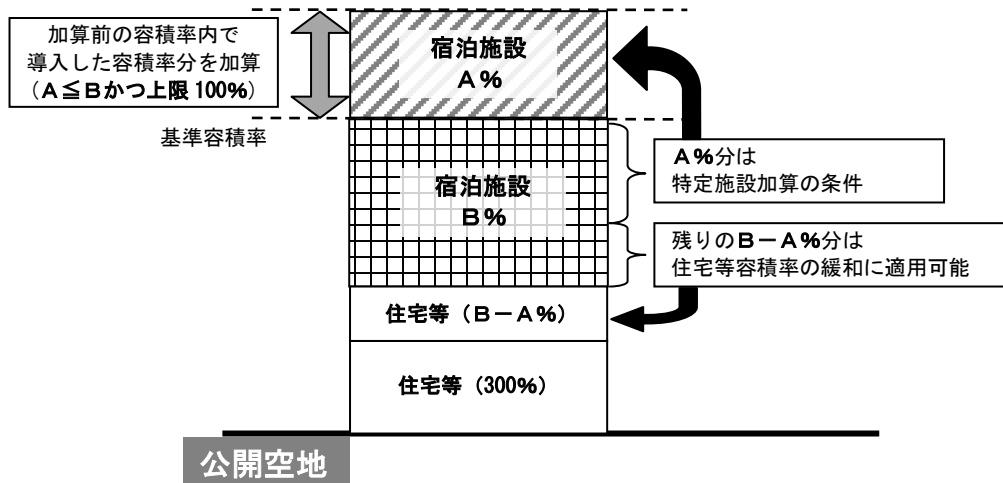 加算前の容積率内で
導入した容積率分を加算
（Ａ≦Ｂかつ上限 100%）
宿泊施設
Ａ％
基準容積率
宿泊施設
Ｂ％
Ａ％分は
特定施設加算の条件
残りのＢ－Ａ％分は
住宅等容積率の緩和に適用可能
住宅等（Ｂ－Ａ％）
住宅等（300％）
公開空地